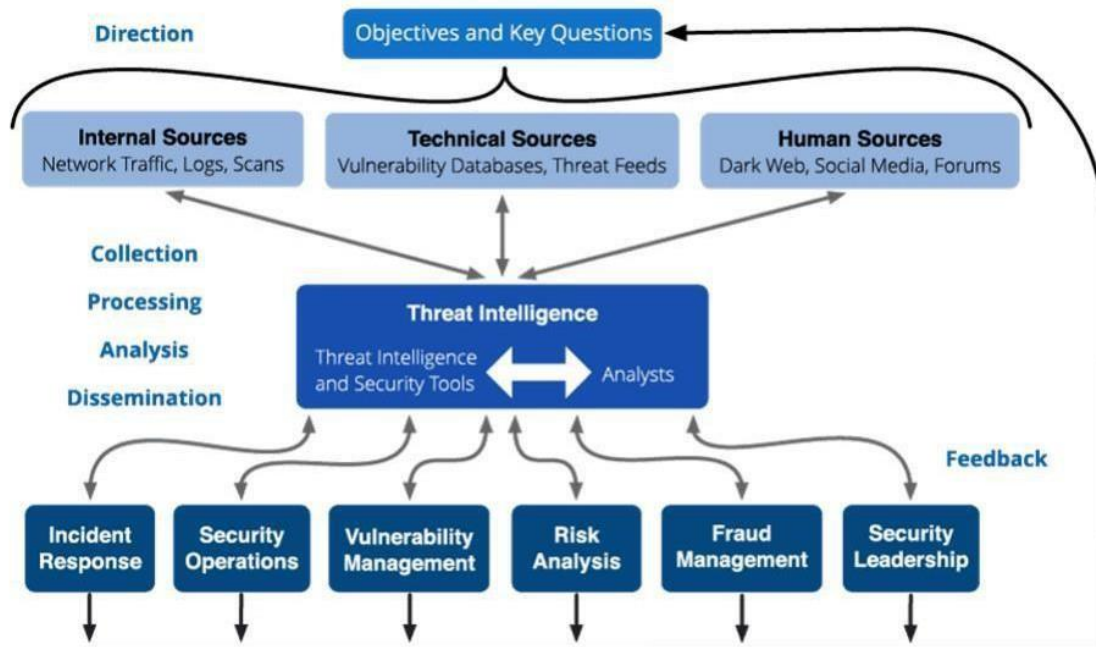 Direction
Objectives and Key Questions
Internal Sources
Network Traffic, Logs, Scans
Technical Sources
Vulnerability Databases, Threat Feeds
Human Sources
Dark Web, Social Media, Forums
Collection
Processing
Analysis
Dissemination
Threat Intelligence
Threat Intelligence
and Security Tools
Analysts
Feedback
Incident
Response
Security
Operations
Vulnerability
Management
Risk
Analysis
Fraud
Management
Security
Leadership